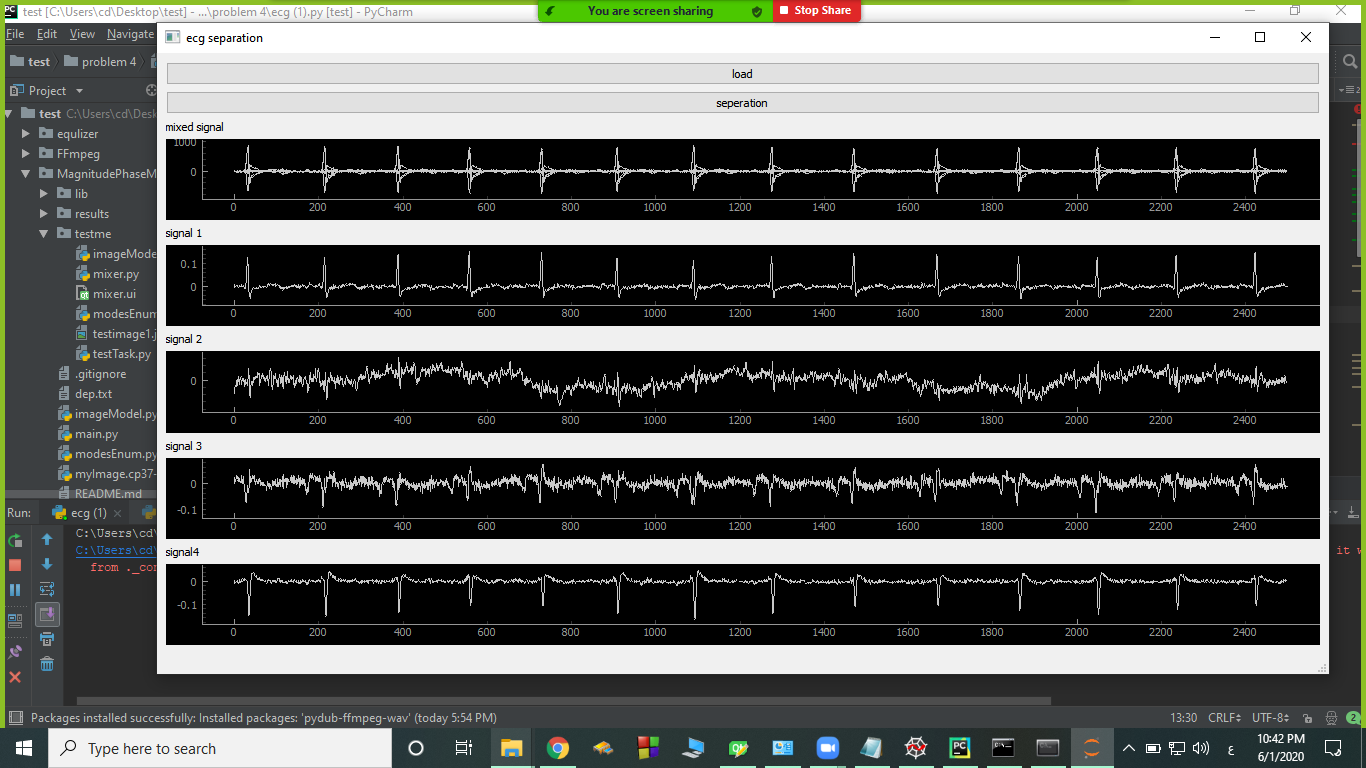 test [C:\Users\cd\Desktop\test] - ...\problem 4\ecg (1).py [test] - PyCharm
You are screen sharing
Stop Share
File Edit View Navigate
ecg separation
test problem 4
load
seperation
Project
test C:\Users\cd\Desk
equlizer
FFmpeg
MagnitudePhaseM
lib
results
testme
imageMode
mixer.py
mixer.ui
modesEnum
testimage1.j
testTask.py
.gitignore
dep.txt
imageModel.py
main.py
modesEnum.py
myImage.cp37-
README.md
mixed signal
1000
0
0 200 400 600 800 1000 1200 1400 1600 1800 2000 2200 2400
signal 1
0.1
0
0 200 400 600 800 1000 1200 1400 1600 1800 2000 2200 2400
signal 2
0
0 200 400 600 800 1000 1200 1400 1600 1800 2000 2200 2400
signal 3
0
-0.1
0 200 400 600 800 1000 1200 1400 1600 1800 2000 2200 2400
signal4
0
-0.1
0 200 400 600 800 1000 1200 1400 1600 1800 2000 2200 2400
Run: ecg (1)
C:\Users\cd\
C:\Users\cd\
it w
from ._con
Packages installed successfully: Installed packages: 'pydub-ffmpeg-wav' (today 5:54 PM)
13:30 CRLF UTF-8 2
Type here to search
ع
10:42 PM
6/1/2020